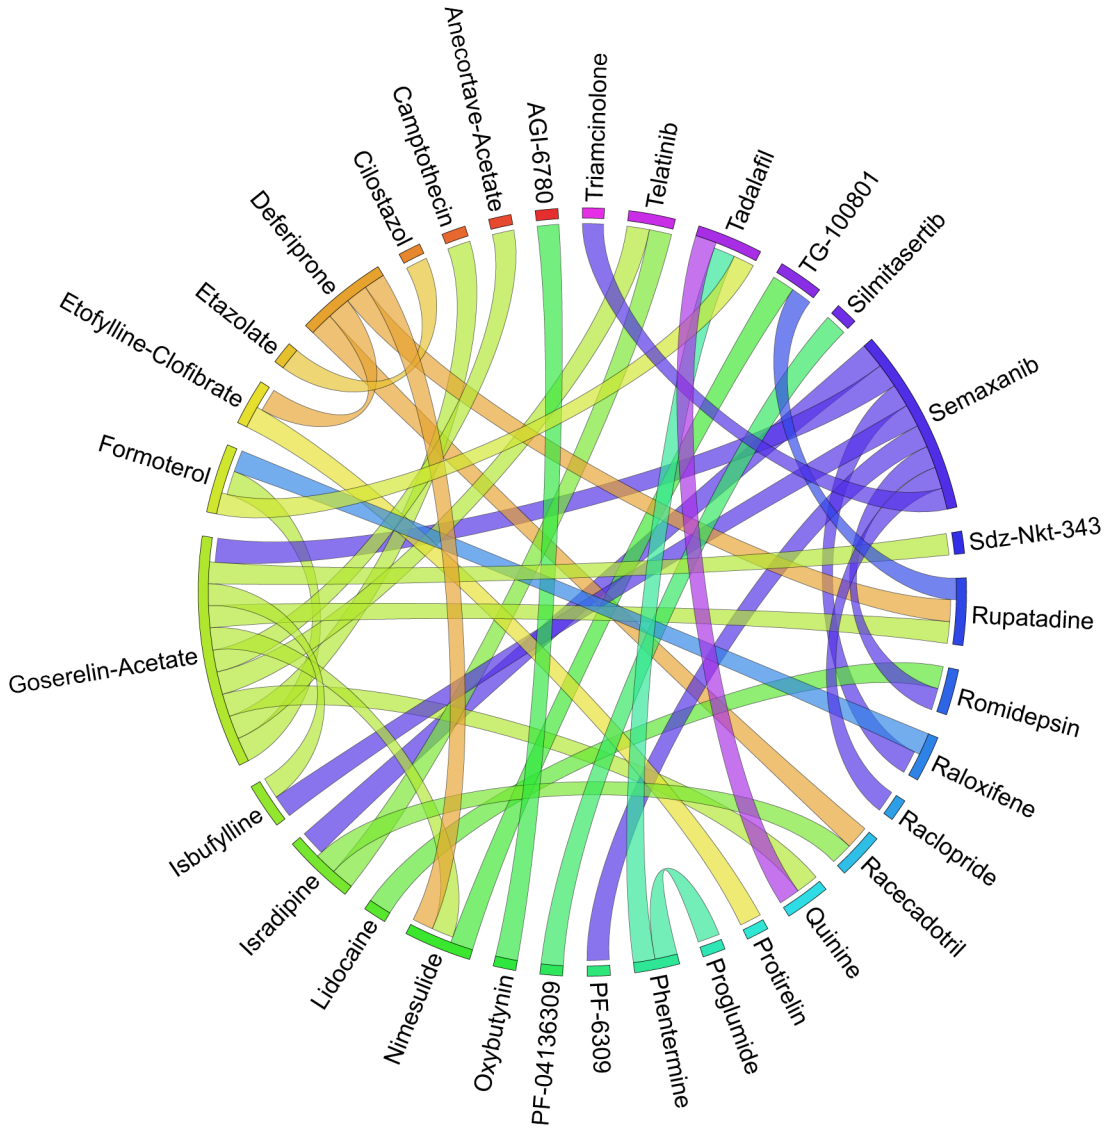 Triamcinolone
Telatinib
Tadalafil
TG-100801
Silmitasertib
Semaxanib
Sdz-Nkt-343
Rupatadine
Romidepsin
Raloxifene
Raclopride
Racecadotril
Quinine
Protirelin
Proglumide
Phentermine
PF-6309
PF-04136309
Oxybutynin
Nimesulide
Lidocaine
Isradipine
Isbufylline
Goserelin-Acetate
Formoterol
Etofylline-Clofibrate
Etazolate
Deferiprone
Cilostazol
Camptothecin
Anecortave-Acetate
AGI-6780